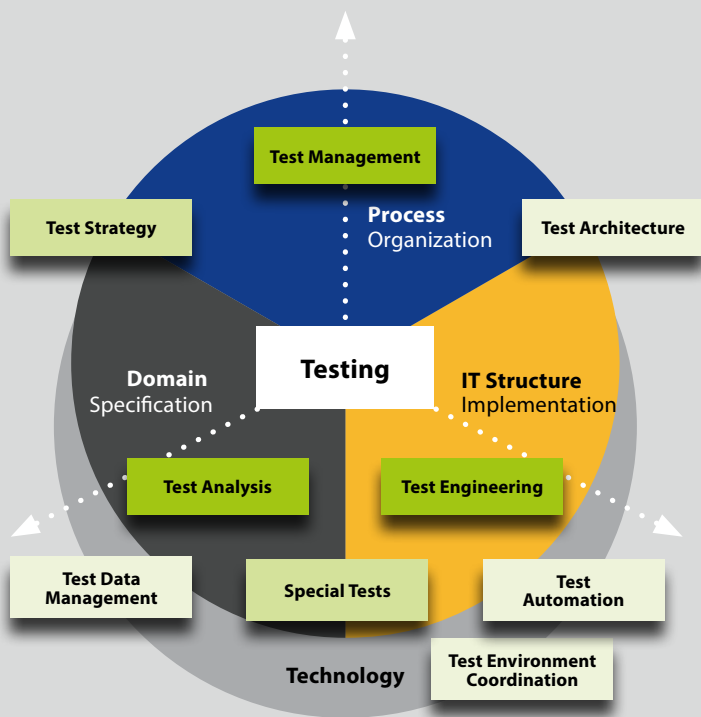 Test Management
Test Strategy
Process
Organization
Test Architecture
Testing
Domain
Specification
IT Structure
Implementation
Test Analysis
Test Engineering
Test Data
Management
Special Tests
Test
Automation
Technology
Test Environment
Coordination